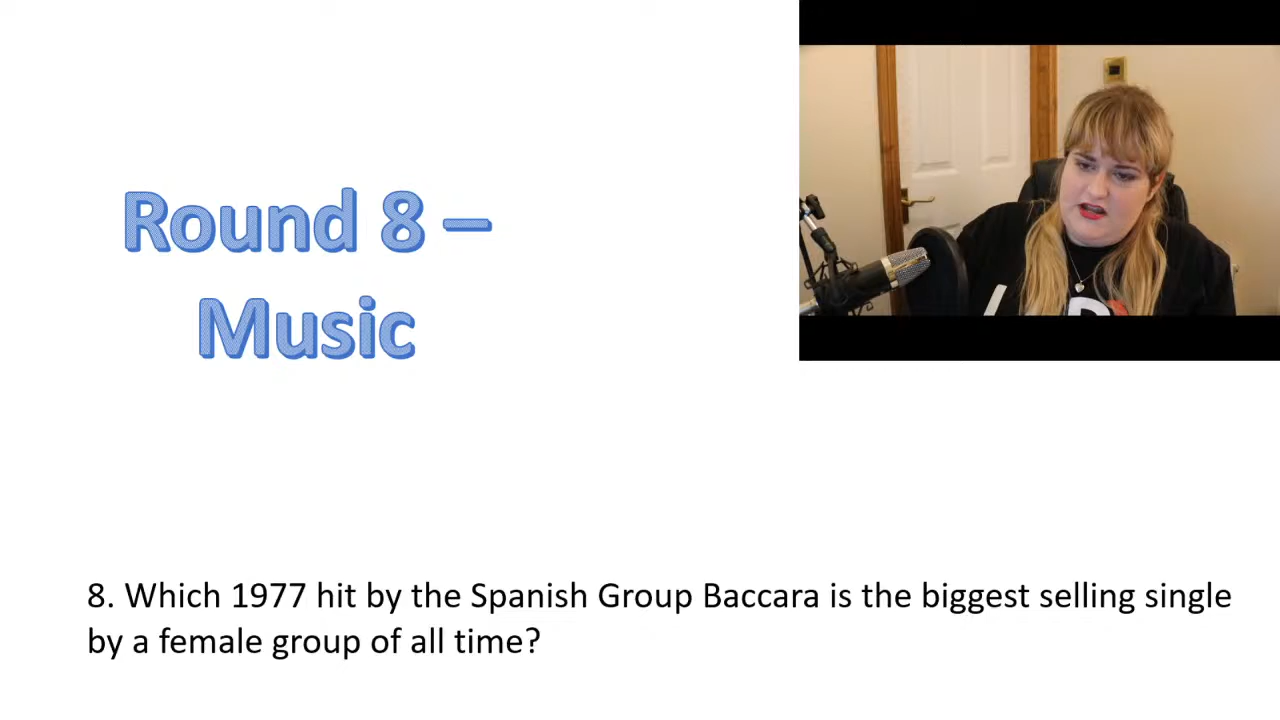 Round 8 –
Music
8. Which 1977 hit by the Spanish Group Baccara is the biggest selling single
by a female group of all time?